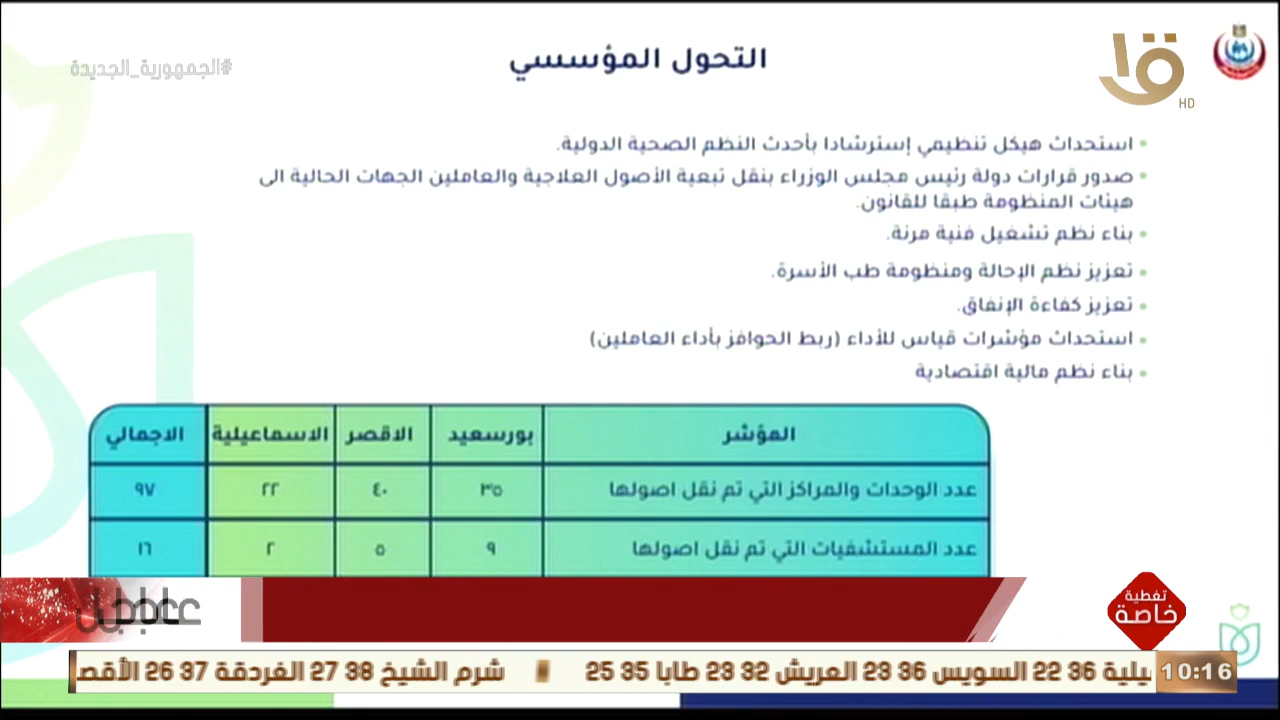 التحول المؤسسي
#الجمهورية_الجديدة
HD
• استحداث هيكل تنظيمي إسترشادا بأحدث النظم الصحية الدولية.
• صدور قرارات دولة رئيس مجلس الوزراء بنقل تبعية الأصول العلاجية والعاملين الجهات الحالية الى
هيئات المنظومة طبقا للقانون.
• بناء نظم تشغيل فنية مرنة.
• تعزيز نظم الإحالة ومنظومة طب الأسرة.
• تعزيز كفاءة الإنفاق.
• استحداث مؤشرات قياس للأداء (ربط الحوافز بأداء العاملين)
• بناء نظم مالية اقتصادية
المؤشر بورسعيد الاقصر الاسماعيلية الاجمالي
عدد الوحدات والمراكز التي تم نقل اصولها ٣٥ ٤٠ ٢٢ ٩٧
عدد المستشفيات التي تم نقل اصولها ٩ ٥ ٢ ١٦
تغطية
خاصة
عاجل
10:16
يلية 36 22 السويس 36 23 العريش 32 23 طابا 35 25 شرم الشيخ 38 27 الغردقة 37 26 الأقص